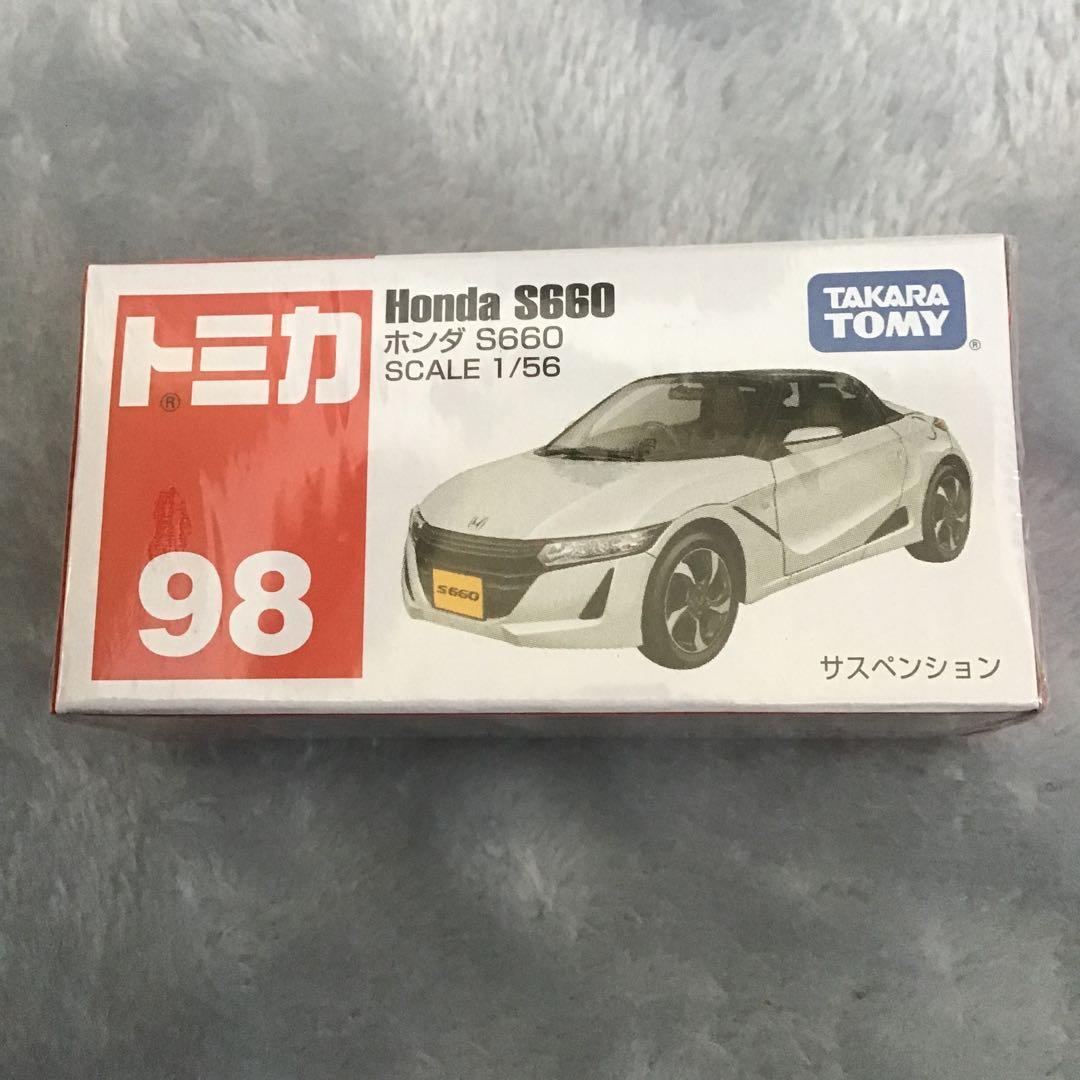 トミカ
®
98
Honda S660
ホンダ S660
SCALE 1/56
TAKARA
TOMY
®
S660
サスペンション